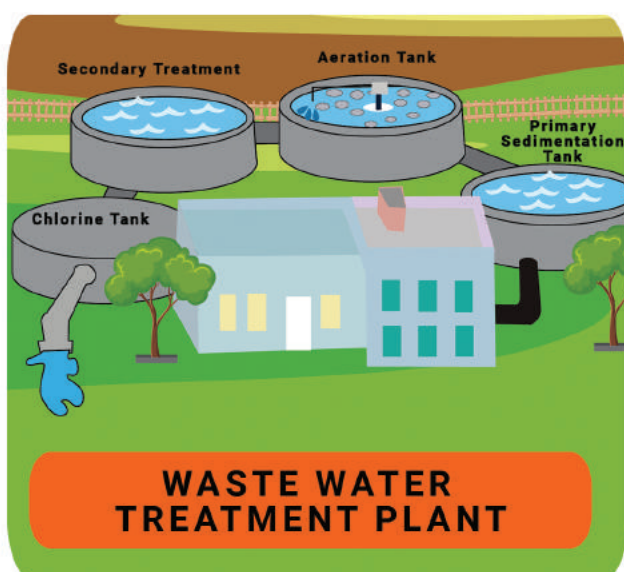 Aeration Tank
Secondary Treatment
Primary
Sedimentation
Tank
Chlorine Tank
WASTE WATER
TREATMENT PLANT